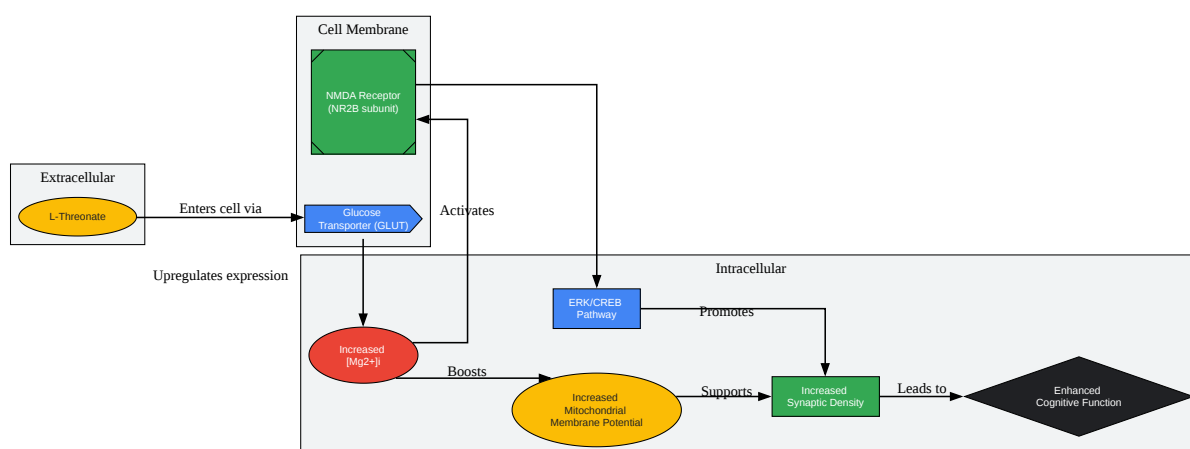 Cell Membrane
NMDA Receptor
(NR2B subunit)
Extracellular
L-Threonate
Enters cell via
Glucose
Transporter (GLUT)
Activates
Upregulates expression
Intracellular
ERK/CREB
Pathway
Promotes
Increased
[Mg2+]i
Boosts
Increased
Mitochondrial
Membrane Potential
Supports
Increased
Synaptic Density
Leads to
Enhanced
Cognitive Function